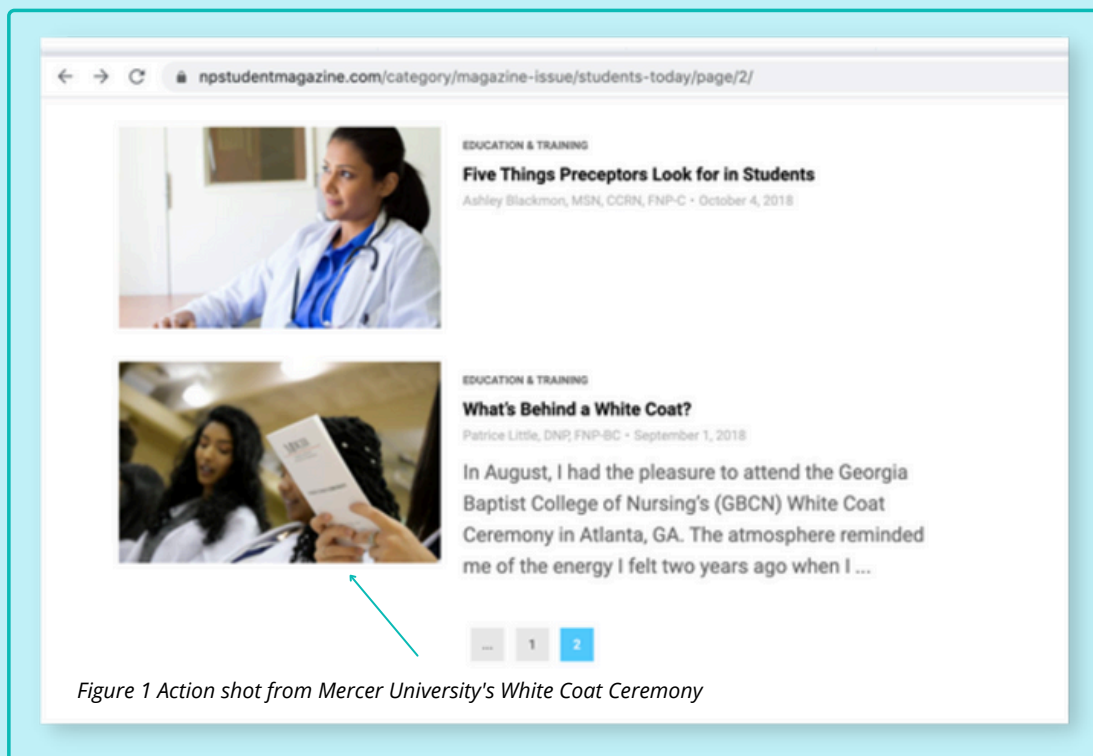 npstudentmagazine.com/category/magazine-issue/students-today/page/2/
EDUCATION & TRAINING
Five Things Preceptors Look for in Students
Ashley Blackmon, MSN, CCRN, FNP-C • October 4, 2018
EDUCATION & TRAINING
What's Behind a White Coat?
Patrice Little, DNP, FNP-BC • September 1, 2018
In August, I had the pleasure to attend the Georgia
Baptist College of Nursing's (GBCN) White Coat
Ceremony in Atlanta, GA. The atmosphere reminded
me of the energy I felt two years ago when I ...
... 1 2
Figure 1 Action shot from Mercer University's White Coat Ceremony